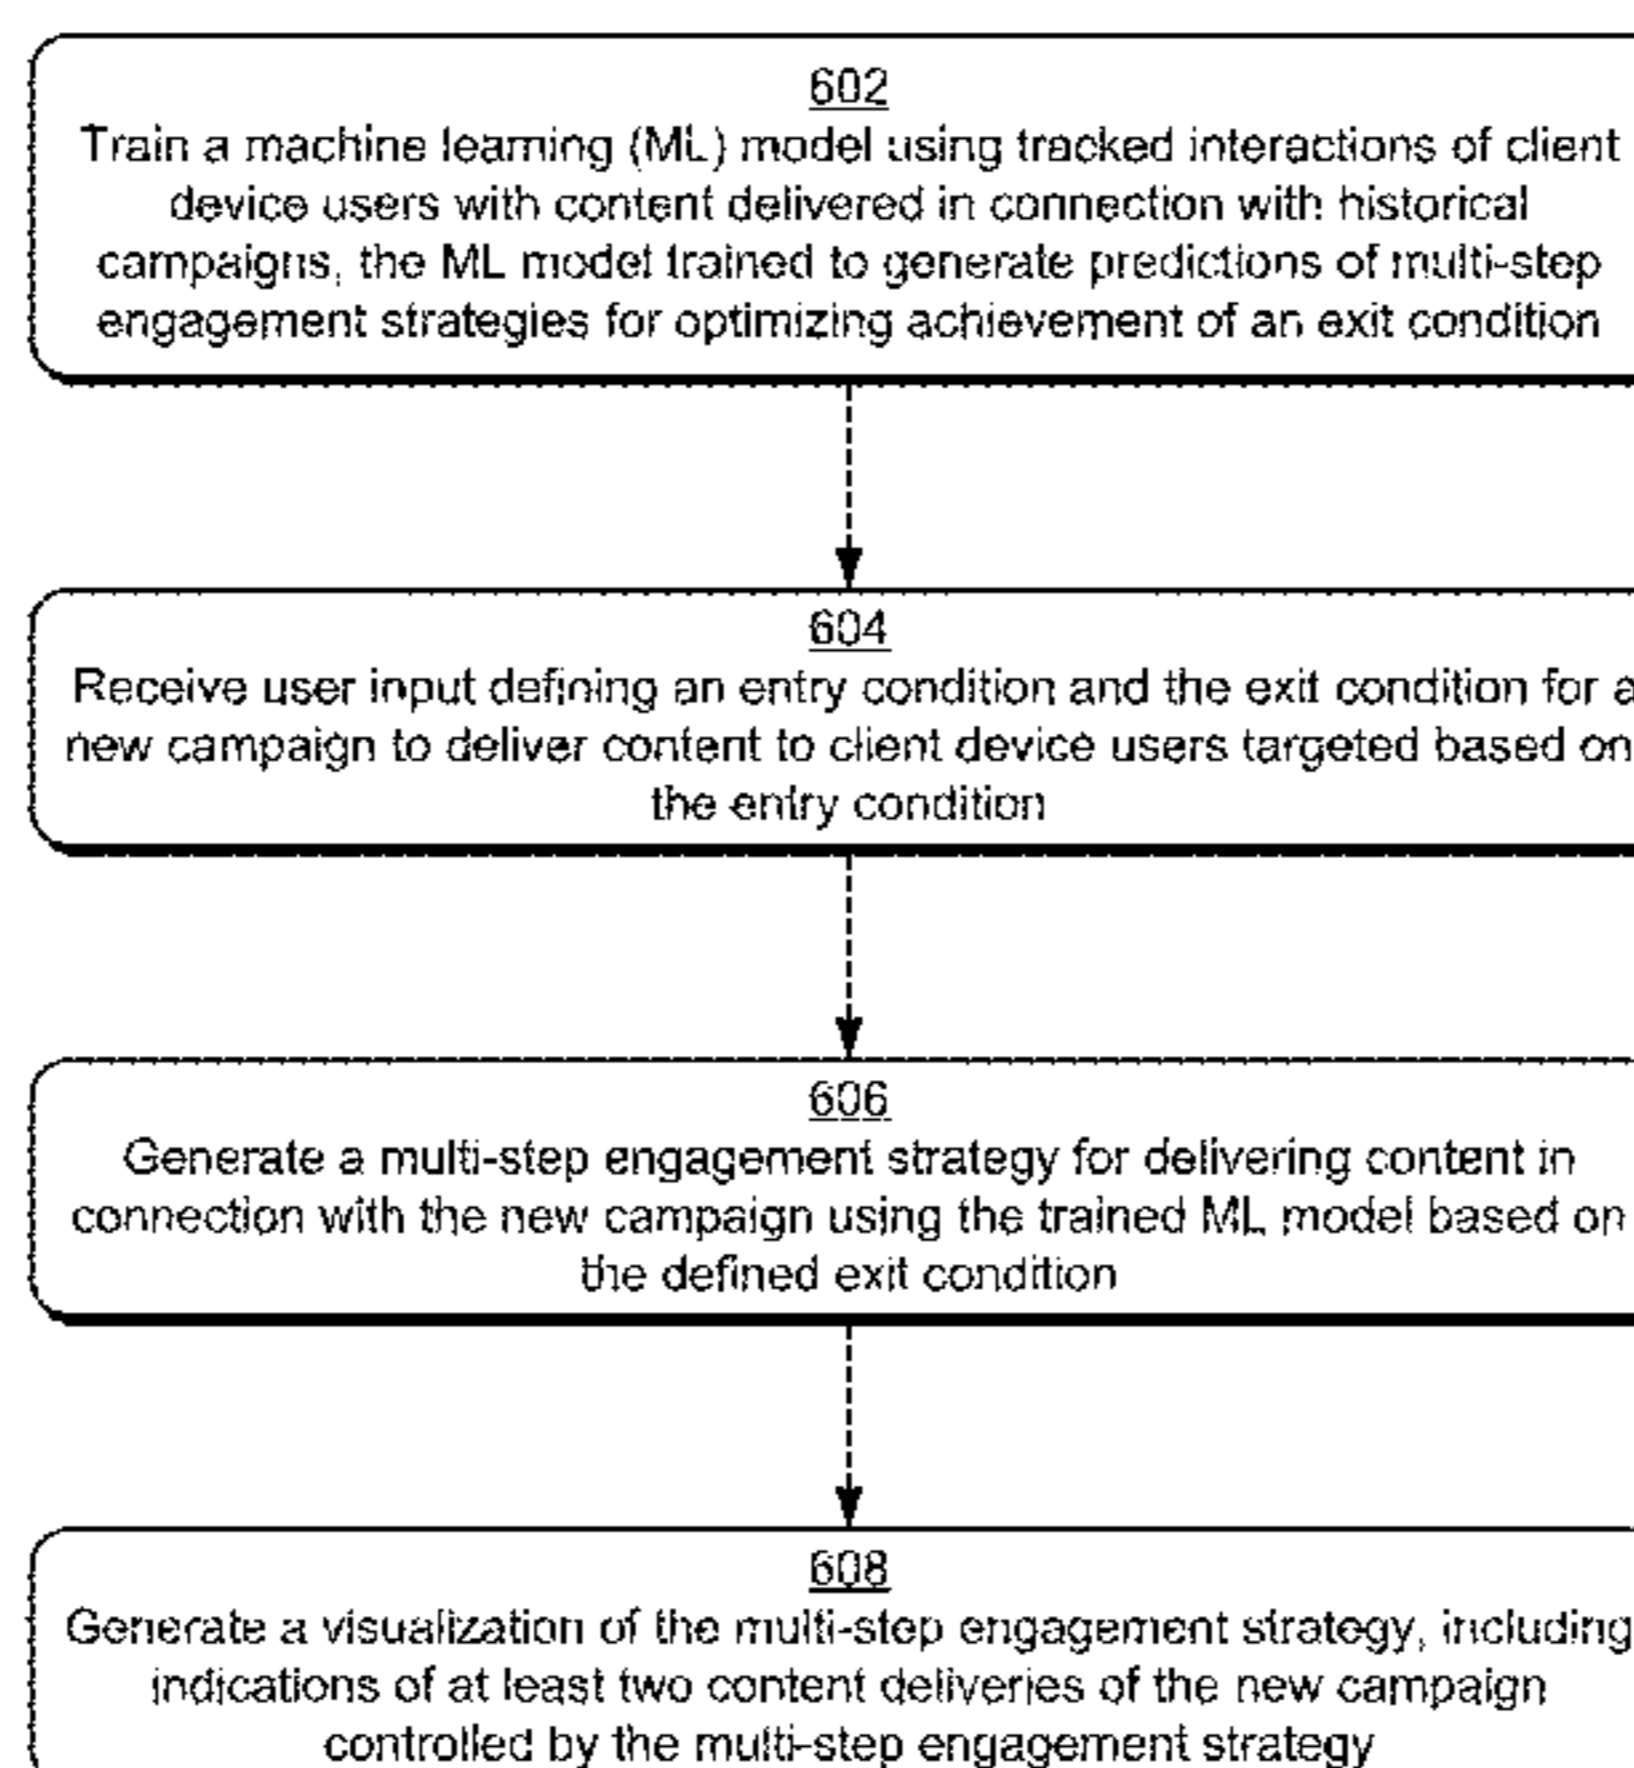 602
Train a machine learning (ML) model using tracked interactions of client
device users with content delivered in connection with historical
campaigns, the ML model trained to generate predictions of multi-step
engagement strategies for optimizing achievement of an exit condition
604
Receive user input defining an entry condition and the exit condition for a
new campaign to deliver content to client device users targeted based on
the entry condition
606
Generate a multi-step engagement strategy for delivering content in
connection with the new campaign using the trained ML model based on
the defined exit condition
608
Generate a visualization of the multi-step engagement strategy, including
indications of at least two content deliveries of the new campaign
controlled by the multi-step engagement strategy